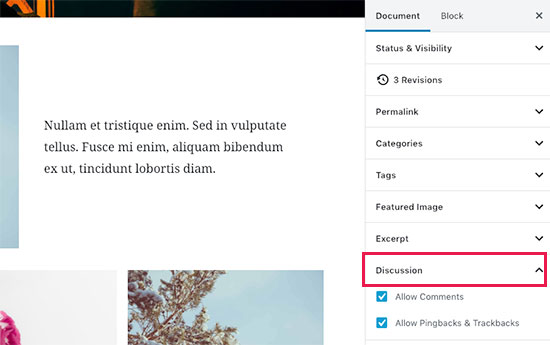 Document Block
Status & Visibility
3 Revisions
Permalink
Nullam et tristique enim. Sed in vulputate
tellus. Fusce mi enim, aliquam bibendum
ex ut, tincidunt lobortis diam.
Categories
Tags
Featured Image
Excerpt
Discussion
Allow Comments
Allow Pingbacks & Trackbacks